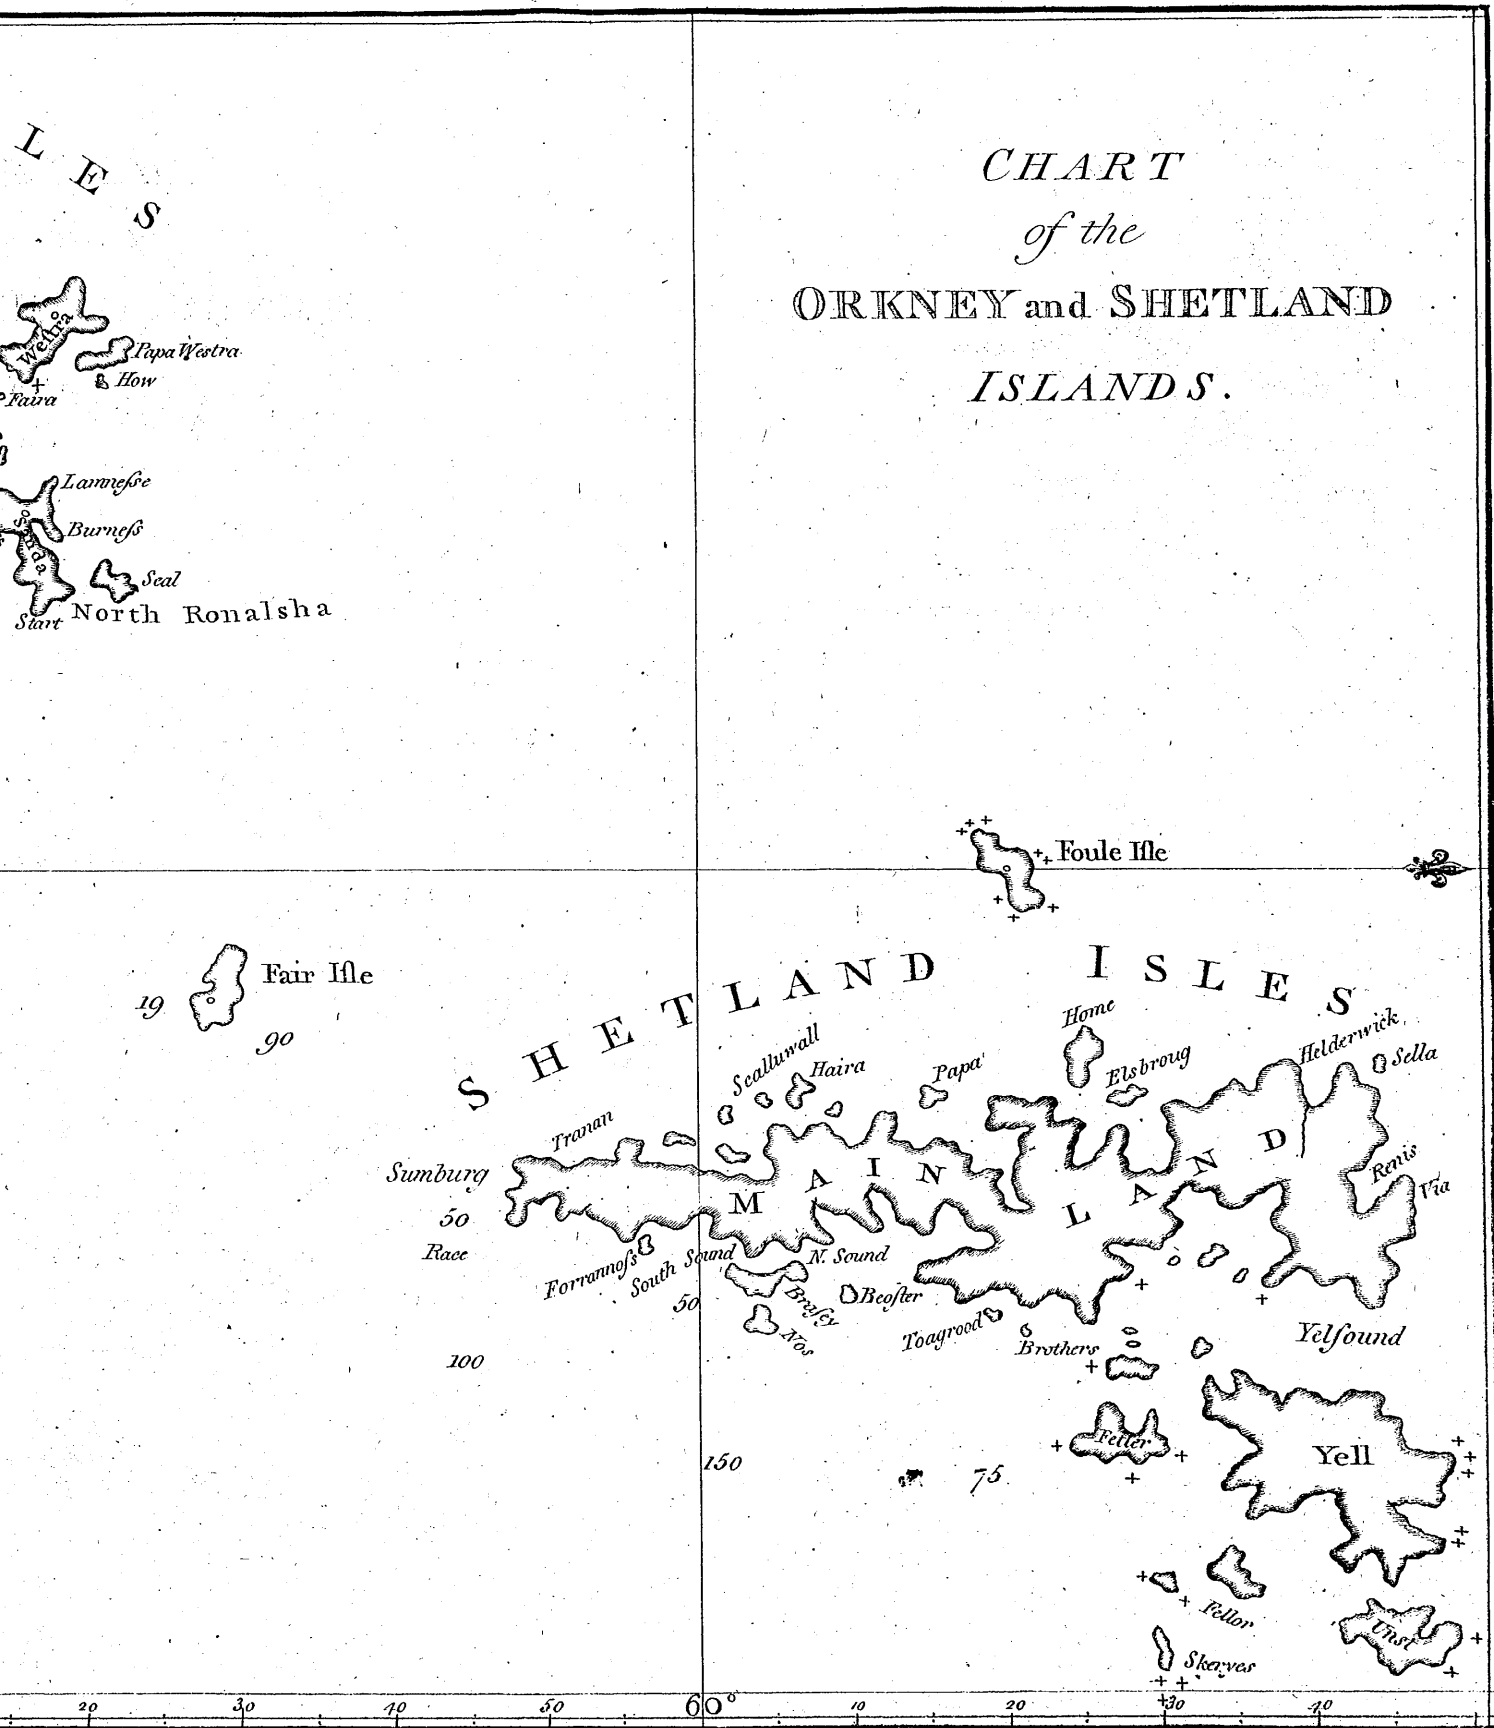 LES
CHART
of the
ORKNEY and SHETLAND
ISLANDS.
Westra
Papa Westra
How
Faira
Lamneſse
Burneſs
Seal
Start
North Ronalsha
Foule Iſle
Fair Iſle
19
90
SHETLAND ISLES
Home
Helderwick
Sella
Scalluwall
Haira
Papa
Elsbroug
Tranan
Sumburg
50
Race
MAIN LAND
Renis
Via
Forrannoſs
South Sound
N. Sound
50
Braſey
Beoſter
Nos
Toagrood
Brothers
Yelſound
100
Fetler
Yell
150
75
Fellor
Unst
Skerves
20 30 40 50 60° 10 20 30 40